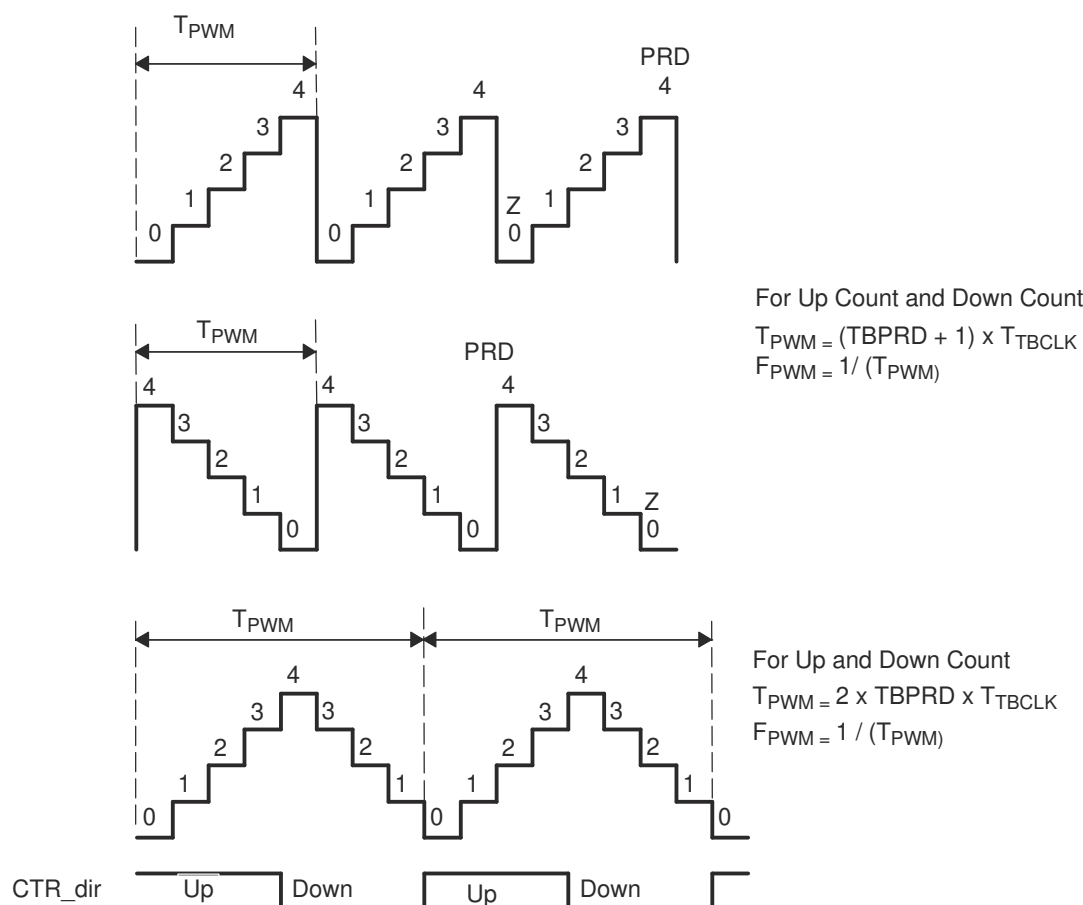 TPWM
PRD
4 4 4
3 3 3
2 2 2
1 1 Z 1
0 0 0
For Up Count and Down Count
TPWM = (TBPRD + 1) x TTBCLK
FPWM = 1/ (TPWM)
TPWM
PRD
4 4 4
3 3 3
2 2 2
1 1 1 Z
0 0 0
TPWM TPWM
For Up and Down Count
TPWM = 2 x TBPRD x TTBCLK
FPWM = 1 / (TPWM)
4 4
3 3 3 3
2 2 2 2
1 1 1 1
0 0 0
CTR_dir Up Down Up Down